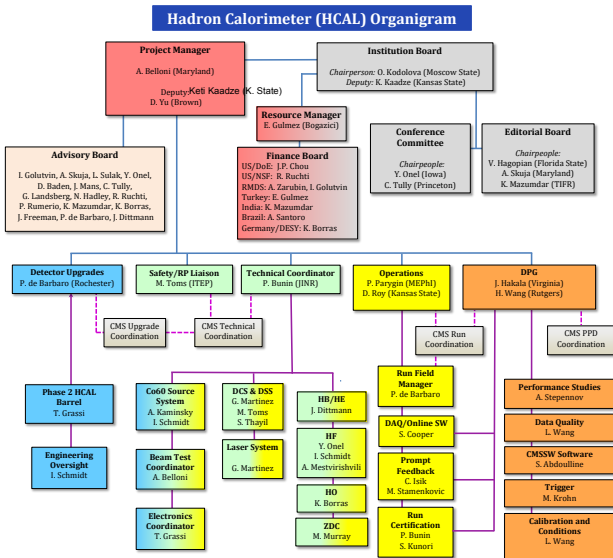 Hadron Calorimeter (HCAL) Organigram
Project Manager
A. Belloni (Maryland)
Deputy: Keti Kaadze (K. State)
D. Yu (Brown)
Institution Board
Chairperson: O. Kodolova (Moscow State)
Deputy: K. Kaadze (Kansas State)
Resource Manager
E. Gulmez (Bogazici)
Finance Board
US/DoE: J.P. Chou
US/NSF: R. Ruchti
RMDS: A. Zarubin, I. Golutvin
Turkey: E. Gulmez
India: K. Mazumdar
Brazil: A. Santoro
Germany/DESY: K. Borras
Conference
Committee
Chairpeople:
Y. Onel (Iowa)
C. Tully (Princeton)
Editorial Board
Chairpeople:
V. Hagopian (Florida State)
A. Skuja (Maryland)
K. Mazumdar (TIFR)
Advisory Board
I. Golutvin, A. Skuja, L. Sulak, Y. Onel,
D. Baden, J. Mans, C. Tully,
G. Landsberg, N. Hadley, R. Ruchti,
P. Rumerio, K. Mazumdar, K. Borras,
J. Freeman, P. de Barbaro, J. Dittmann
Detector Upgrades
P. de Barbaro (Rochester)
Safety/RP Liaison
M. Toms (ITEP)
Technical Coordinator
P. Bunin (JINR)
Operations
P. Parygin (MEPhI)
D. Roy (Kansas State)
DPG
J. Hakala (Virginia)
H. Wang (Rutgers)
CMS Upgrade
Coordination
CMS Technical
Coordination
CMS Run
Coordination
CMS PPD
Coordination
Phase 2 HCAL
Barrel
T. Grassi
Engineering
Oversight
I. Schmidt
Co60 Source
System
A. Kaminsky
I. Schmidt
Beam Test
Coordinator
A. Belloni
Electronics
Coordinator
T. Grassi
DCS & DSS
G. Martinez
M. Toms
S. Thayil
Laser System
G. Martinez
HB/HE
J. Dittmann
HF
Y. Onel
I. Schmidt
A. Mestvirishvili
HO
K. Borras
ZDC
M. Murray
Run Field
Manager
P. de Barbaro
DAQ/Online SW
S. Cooper
Prompt
Feedback
C. Isik
M. Stamenkovic
Run
Certification
P. Bunin
S. Kunori
Performance Studies
A. Stepennov
Data Quality
L. Wang
CMSSW Software
S. Abdoulline
Trigger
M. Krohn
Calibration and
Conditions
L. Wang